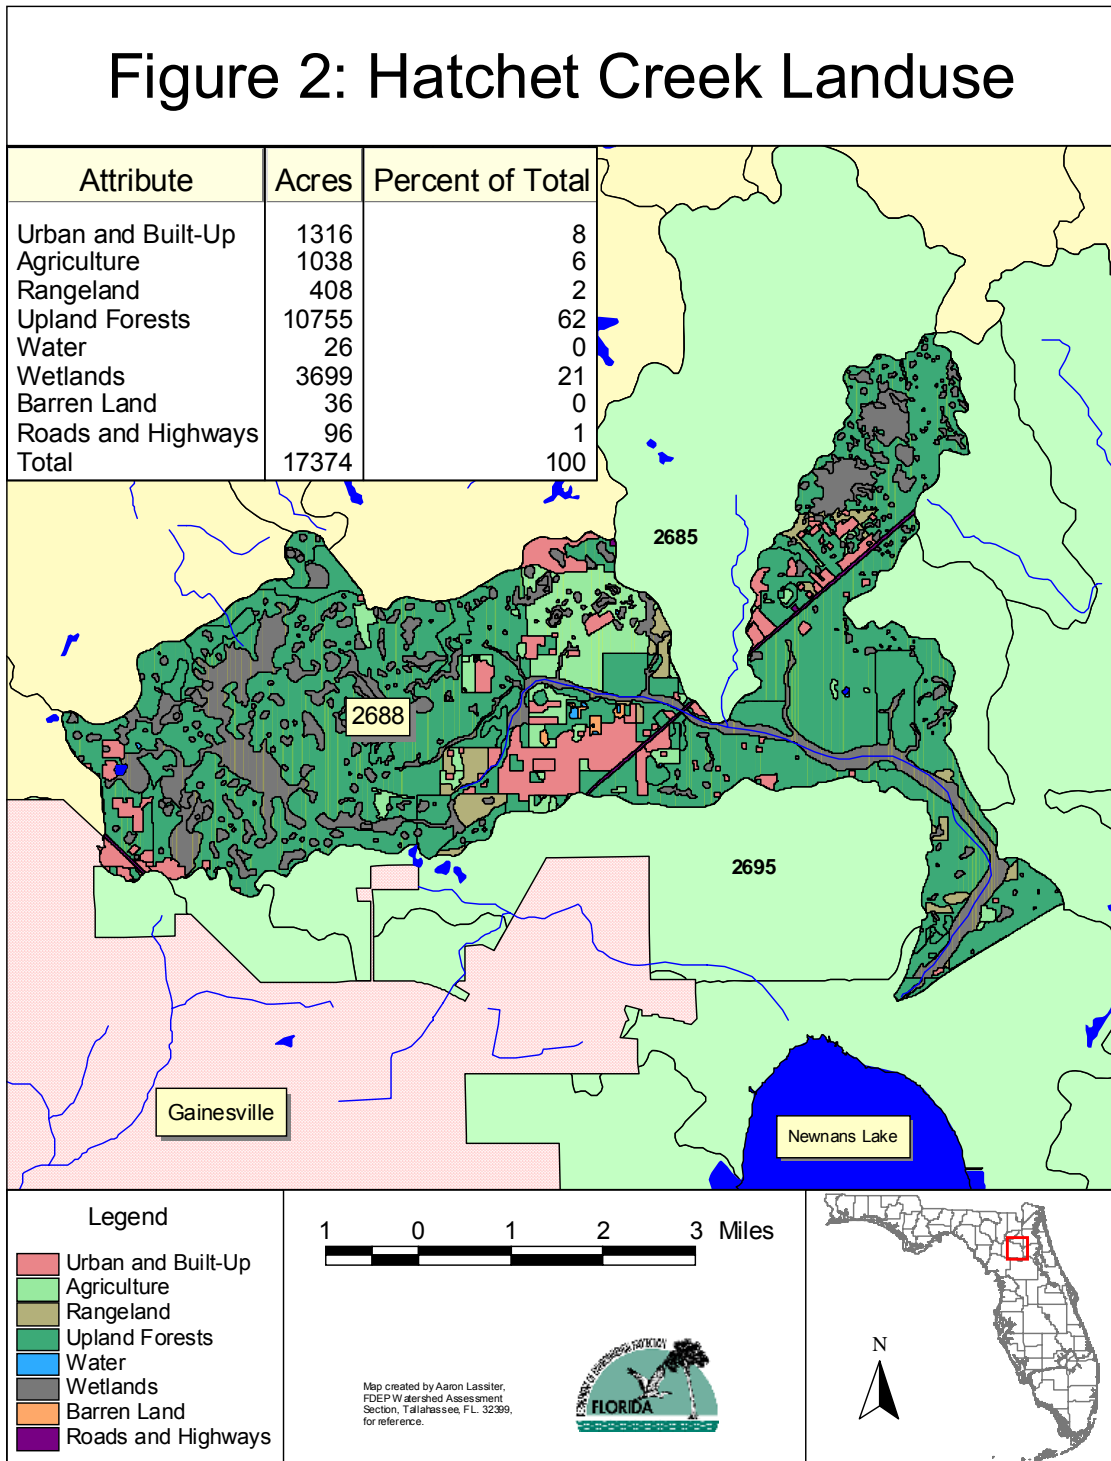 Figure 2: Hatchet Creek Landuse
Attribute Acres Percent of Total
Urban and Built-Up 1316 8
Agriculture 1038 6
Rangeland 408 2
Upland Forests 10755 62
Water 26 0
Wetlands 3699 21
Barren Land 36 0
Roads and Highways 96 1
Total 17374 100
2685
2688
2695
Gainesville
Newnans Lake
Legend
Urban and Built-Up
Agriculture
Rangeland
Upland Forests
Water
Wetlands
Barren Land
Roads and Highways
1 0 1 2 3 Miles
Map created by Aaron Lassiter,
FDEP Watershed Assessment
Section, Tallahassee, FL. 32399,
for reference.
DEPARTMENT OF ENVIRONMENTAL PROTECTION
FLORIDA
N